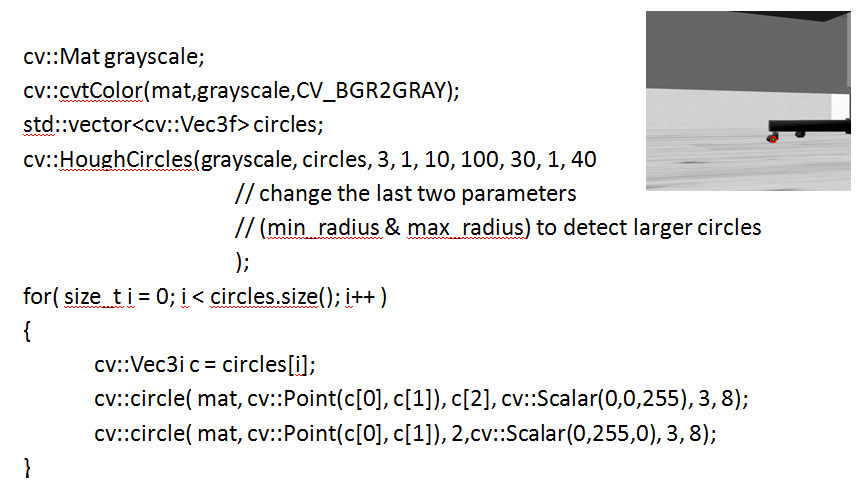 cv::Mat grayscale;
cv::cvtColor(mat,grayscale,CV_BGR2GRAY);
std::vector<cv::Vec3f> circles;
cv::HoughCircles(grayscale, circles, 3, 1, 10, 100, 30, 1, 40
// change the last two parameters
// (min_radius & max_radius) to detect larger circles
);
for( size_t i = 0; i < circles.size(); i++ )
{
cv::Vec3i c = circles[i];
cv::circle( mat, cv::Point(c[0], c[1]), c[2], cv::Scalar(0,0,255), 3, 8);
cv::circle( mat, cv::Point(c[0], c[1]), 2,cv::Scalar(0,255,0), 3, 8);
}